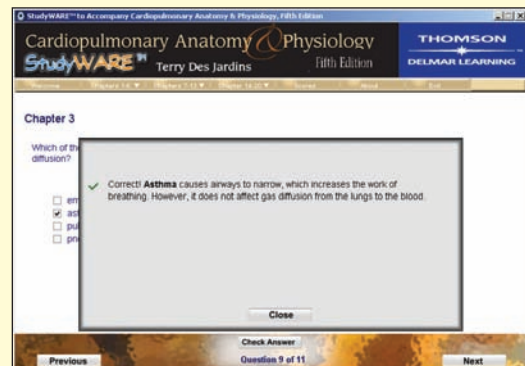 StudyWARE™ to Accompany Cardiopulmonary Anatomy & Physiology, Fifth Edition
Cardiopulmonary Anatomy & Physiology
StudyWARE™ Terry Des Jardins Fifth Edition
THOMSON
DELMAR LEARNING
Chapter 3
Which of th
diffusion?
em
ast
pul
pne
Correct! Asthma causes airways to narrow, which increases the work of
breathing. However, it does not affect gas diffusion from the lungs to the blood.
Close
Check Answer
Previous Question 9 of 11 Next